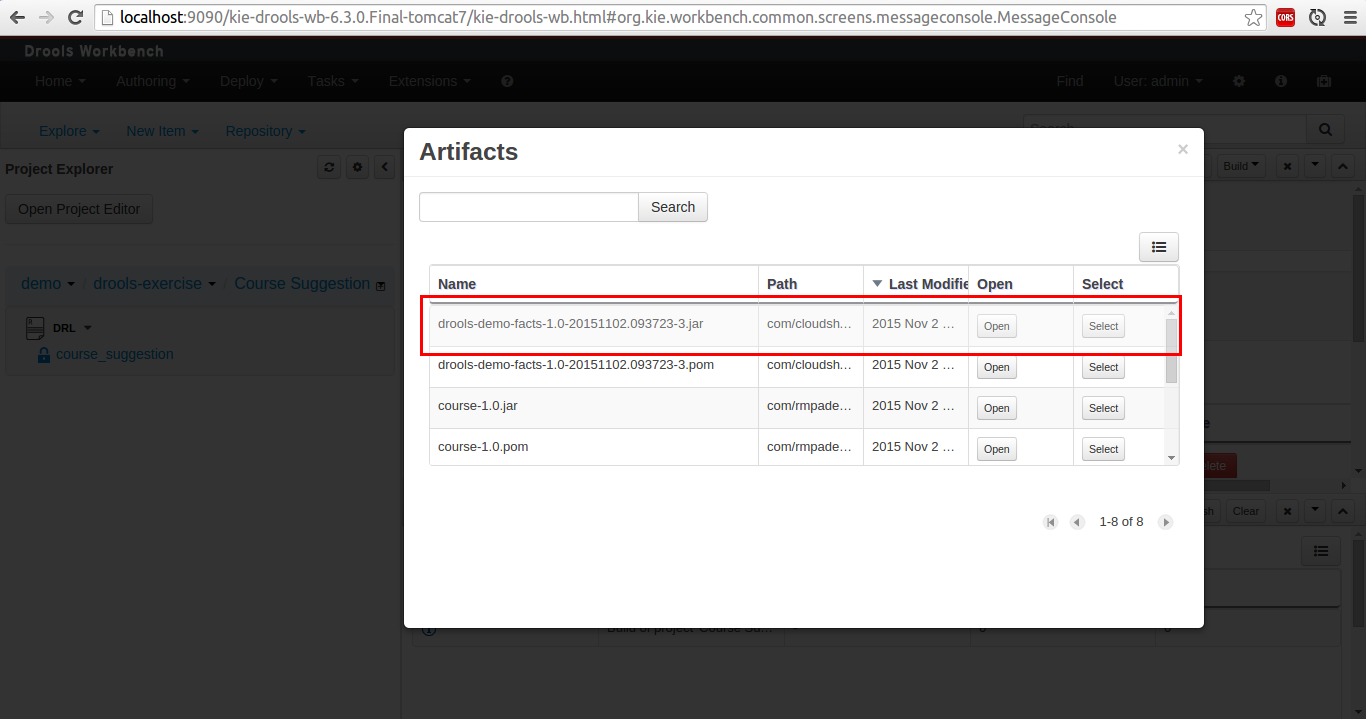 localhost:9090/kie-drools-wb-6.3.0.Final-tomcat7/kie-drools-wb.html#org.kie.workbench.common.screens.messageconsole.MessageConsole
CORS
Drools Workbench
Home Authoring Deploy Tasks Extensions Find User: admin
Explore New Item Repository
Search...
Artifacts ×
Project Explorer
Build
Open Project Editor
Search
demo / drools-exercise / Course Suggestion
Name Path Last Modifie Open Select
DRL
drools-demo-facts-1.0-20151102.093723-3.jar com/cloudsh... 2015 Nov 2 ... Open Select
course_suggestion
drools-demo-facts-1.0-20151102.093723-3.pom com/cloudsh... 2015 Nov 2 ... Open Select
course-1.0.jar com/rmpade... 2015 Nov 2 ... Open Select
course-1.0.pom com/rmpade... 2015 Nov 2 ... Open Select
Clear
1-8 of 8